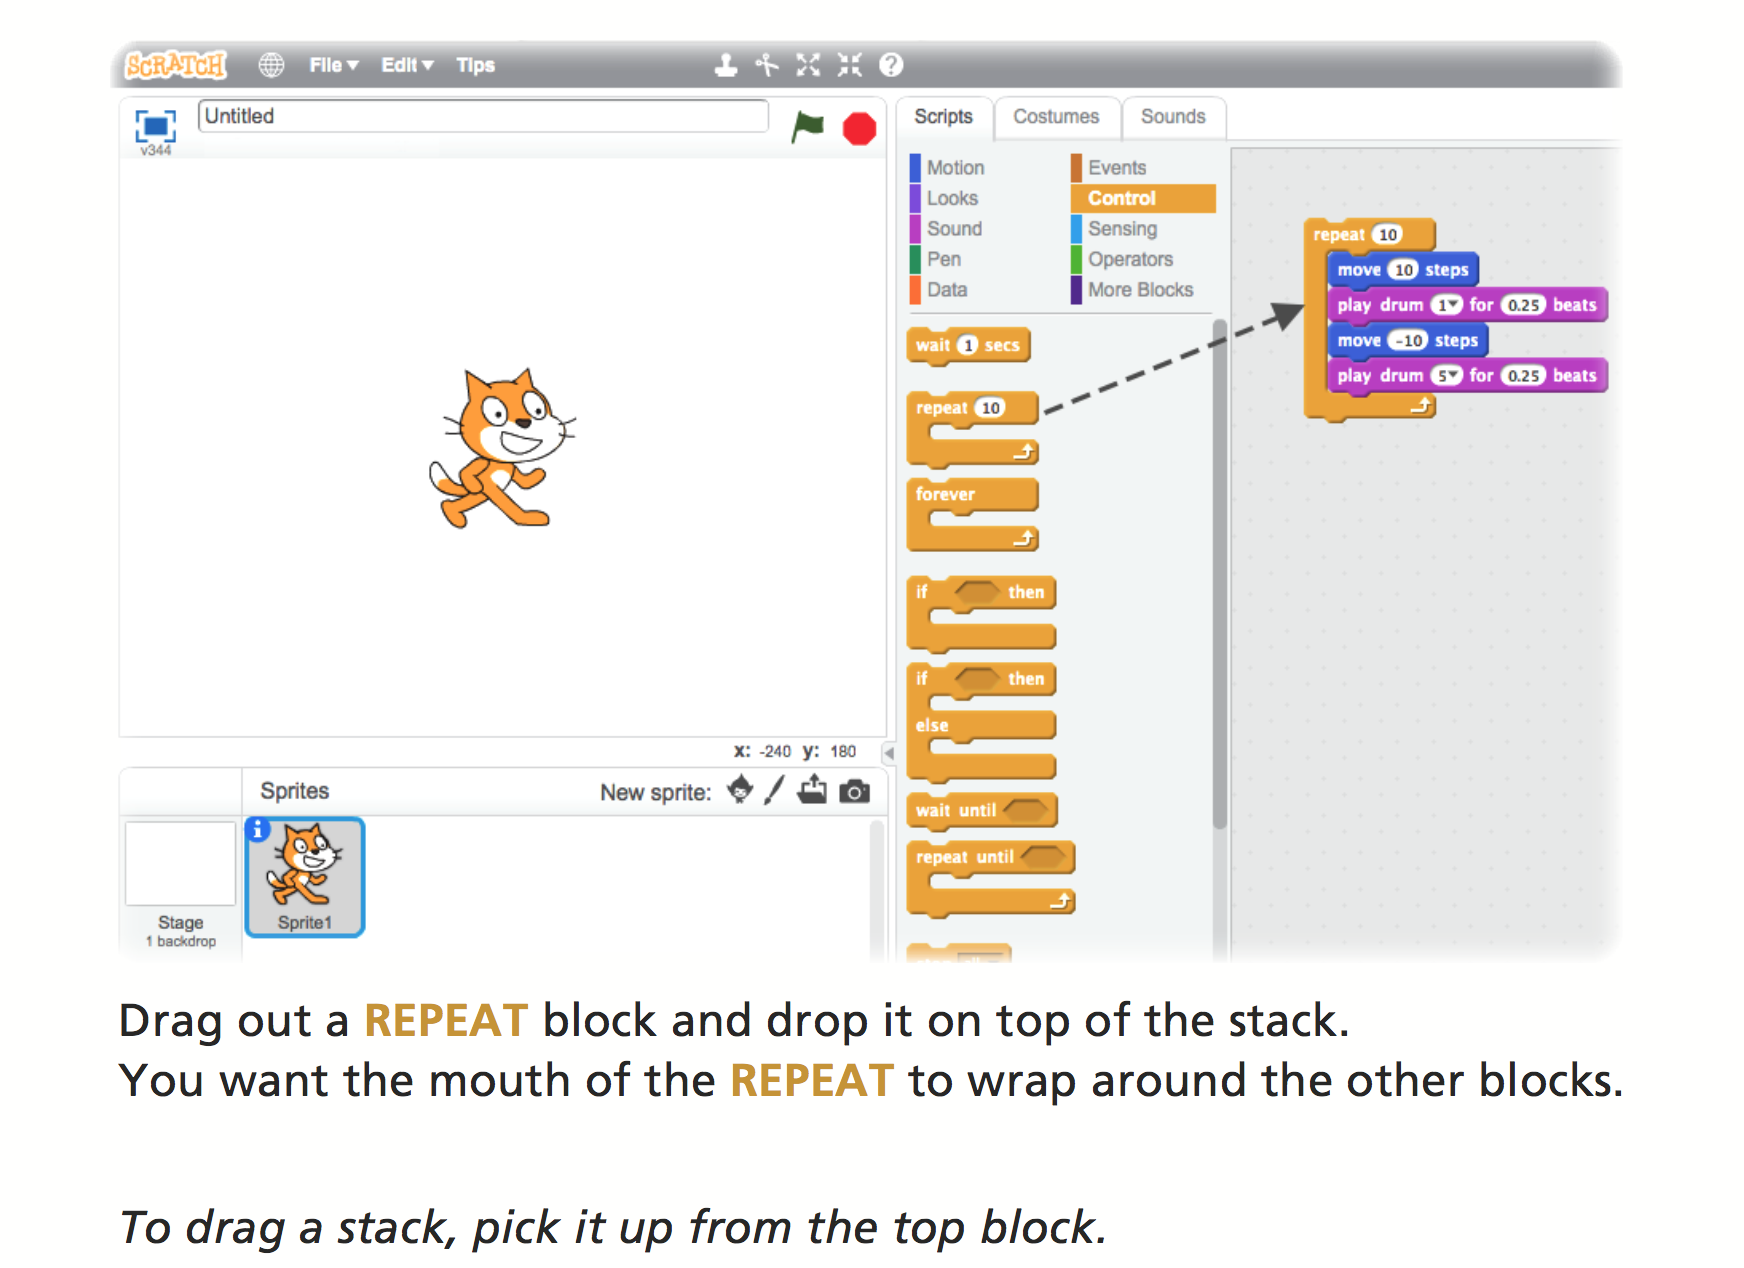 SCRATCH File Edit Tips
v344 Untitled
Scripts Costumes Sounds
Motion Events
Looks Control
Sound Sensing
Pen Operators
Data More Blocks
wait 1 secs
repeat 10
forever
if then
if then
else
wait until
repeat until
repeat 10
move 10 steps
play drum 1 for 0.25 beats
move -10 steps
play drum 5 for 0.25 beats
x: -240 y: 180
Sprites New sprite:
Stage
1 backdrop
Sprite1
Drag out a REPEAT block and drop it on top of the stack.
You want the mouth of the REPEAT to wrap around the other blocks.
To drag a stack, pick it up from the top block.